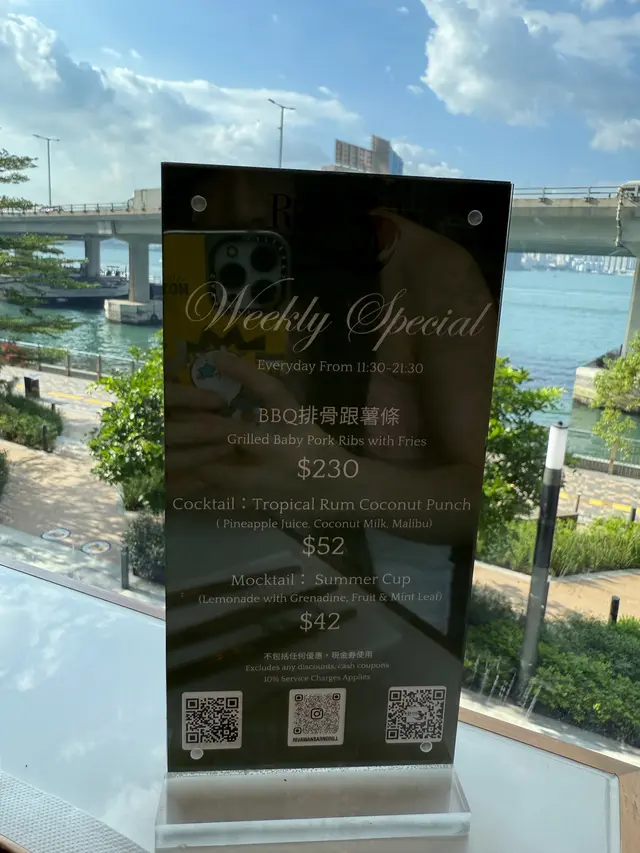 Weekly Special
Everyday From 11:30-21:30
BBQ排骨跟薯條
Grilled Baby Pork Ribs with Fries
$230
Cocktail：Tropical Rum Coconut Punch
( Pineapple Juice, Coconut Milk, Malibu)
$52
Mocktail： Summer Cup
(Lemonade with Grenadine, Fruit & Mint Leaf)
$42
不包括任何優惠，現金券使用
Excludes any discounts, cash coupons
10% Service Charges Applies